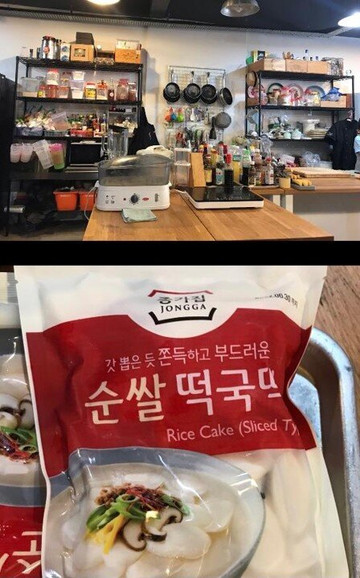 종가집
JONGGA
갓 뽑은 듯 쫀득하고 부드러운
순쌀 떡국떡
Rice Cake (Sliced Ty